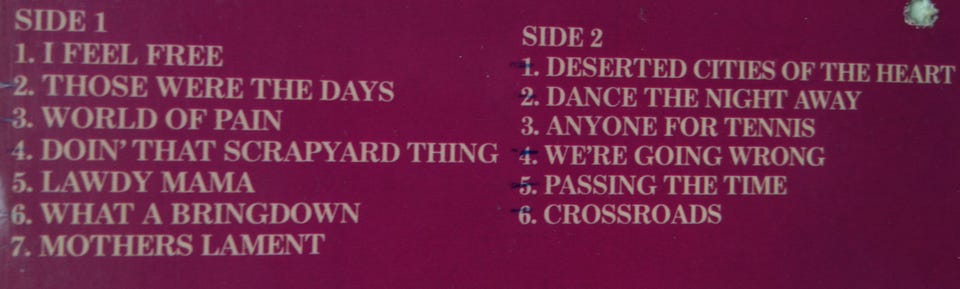 SIDE 1
1. I FEEL FREE
2. THOSE WERE THE DAYS
3. WORLD OF PAIN
4. DOIN' THAT SCRAPYARD THING
5. LAWDY MAMA
6. WHAT A BRINGDOWN
7. MOTHERS LAMENT
SIDE 2
1. DESERTED CITIES OF THE HEART
2. DANCE THE NIGHT AWAY
3. ANYONE FOR TENNIS
4. WE'RE GOING WRONG
5. PASSING THE TIME
6. CROSSROADS